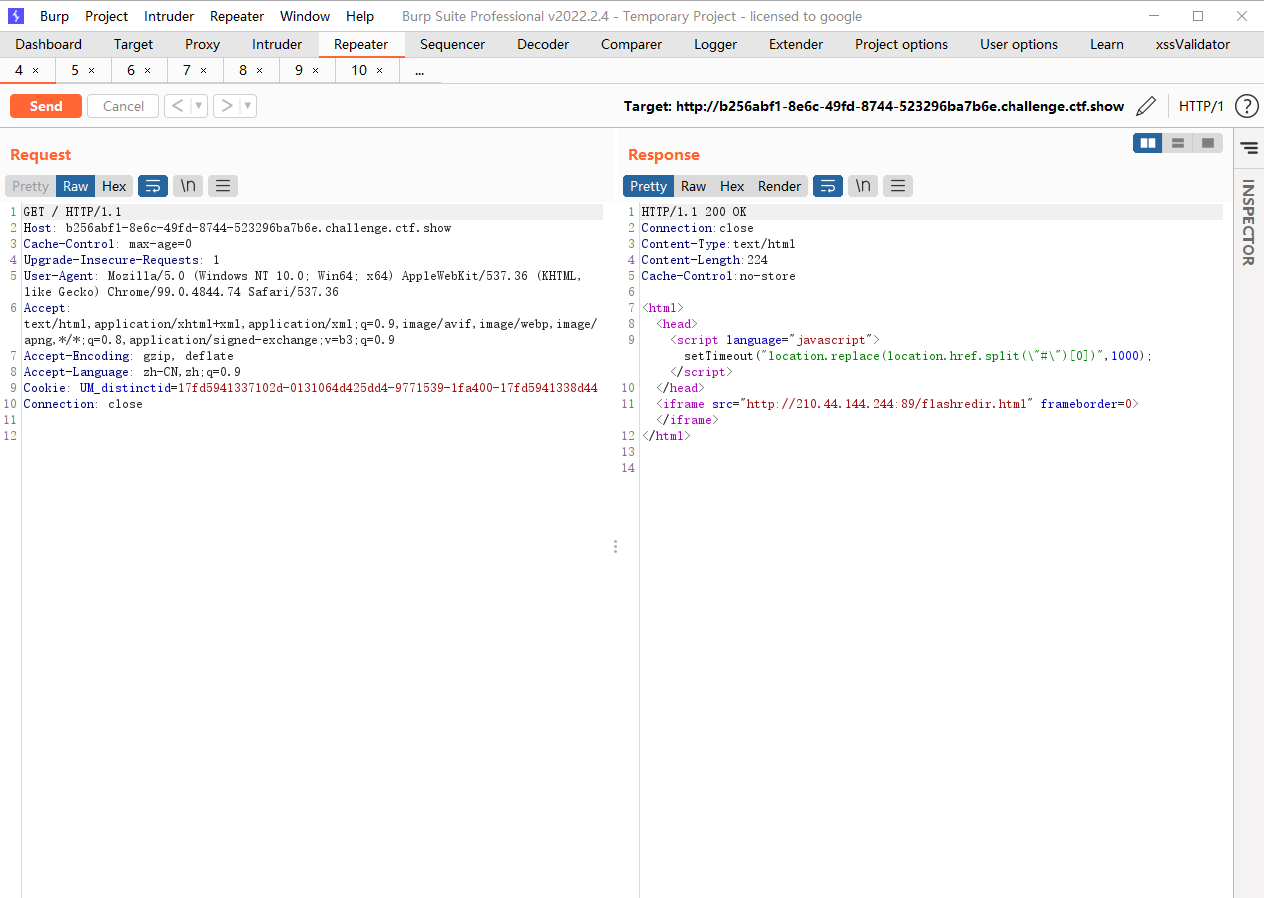 Burp Project Intruder Repeater Window Help Burp Suite Professional v2022.2.4 - Temporary Project - licensed to google
Dashboard Target Proxy Intruder Repeater Sequencer Decoder Comparer Logger Extender Project options User options Learn xssValidator
4 × 5 × 6 × 7 × 8 × 9 × 10 × ...
Send Cancel < > Target: http://b256abf1-8e6c-49fd-8744-523296ba7b6e.challenge.ctf.show HTTP/1 ?
Request
Pretty Raw Hex \n
1 GET / HTTP/1.1
2 Host: b256abf1-8e6c-49fd-8744-523296ba7b6e.challenge.ctf.show
3 Cache-Control: max-age=0
4 Upgrade-Insecure-Requests: 1
5 User-Agent: Mozilla/5.0 (Windows NT 10.0; Win64; x64) AppleWebKit/537.36 (KHTML,
like Gecko) Chrome/99.0.4844.74 Safari/537.36
6 Accept:
text/html,application/xhtml+xml,application/xml;q=0.9,image/avif,image/webp,image/
apng,*/*;q=0.8,application/signed-exchange;v=b3;q=0.9
7 Accept-Encoding: gzip, deflate
8 Accept-Language: zh-CN,zh;q=0.9
9 Cookie: UM_distinctid=17fd5941337102d-0131064d425dd4-9771539-1fa400-17fd5941338d44
10 Connection: close
11
12
Response
Pretty Raw Hex Render \n
1 HTTP/1.1 200 OK
2 Connection:close
3 Content-Type:text/html
4 Content-Length:224
5 Cache-Control:no-store
6
7 <html>
8 <head>
9 <script language="javascript">
setTimeout("location.replace(location.href.split(\"#\")[0])",1000);
</script>
10 </head>
11 <iframe src="http://210.44.144.244:89/flashredir.html" frameborder=0>
</iframe>
12 </html>
13
14
INSPECTOR